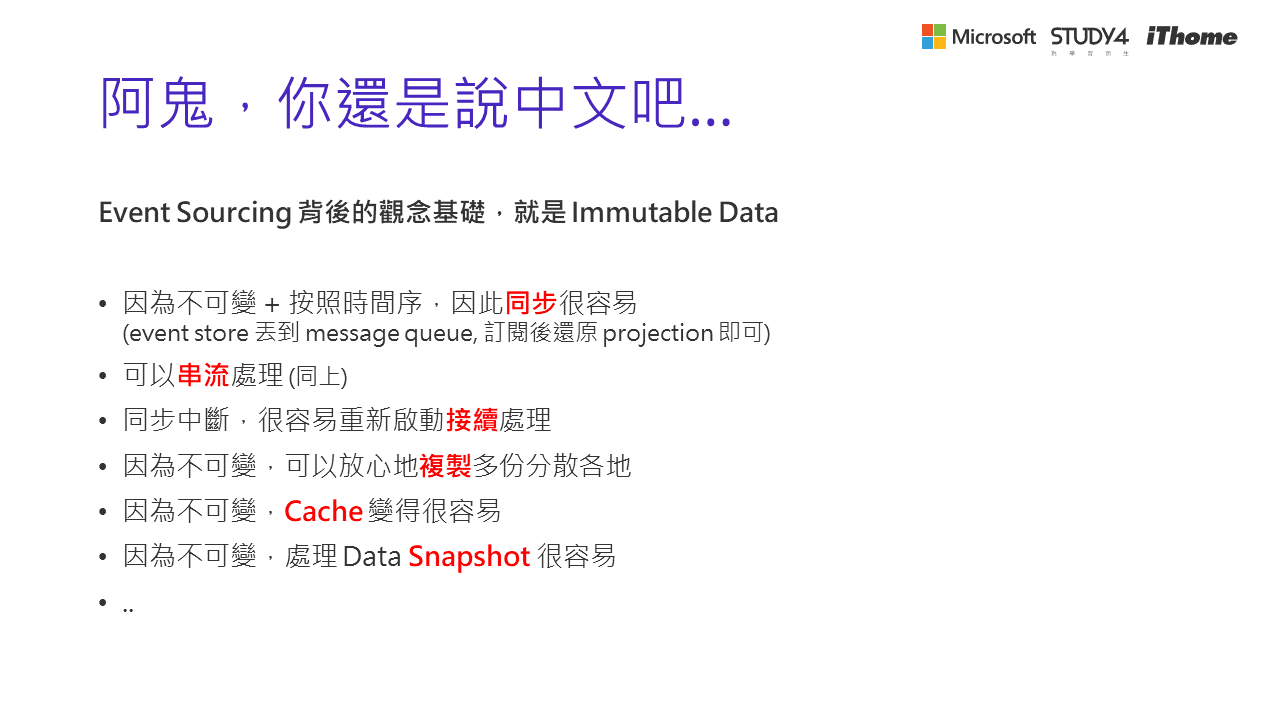 Microsoft STUDY4 iThome
為學習而生
阿鬼，你還是說中文吧…
Event Sourcing 背後的觀念基礎，就是 Immutable Data
• 因為不可變 + 按照時間序，因此同步很容易
(event store 丟到 message queue, 訂閱後還原 projection 即可)
• 可以串流處理 (同上)
• 同步中斷，很容易重新啟動接續處理
• 因為不可變，可以放心地複製多份分散各地
• 因為不可變，Cache 變得很容易
• 因為不可變，處理 Data Snapshot 很容易
• ..